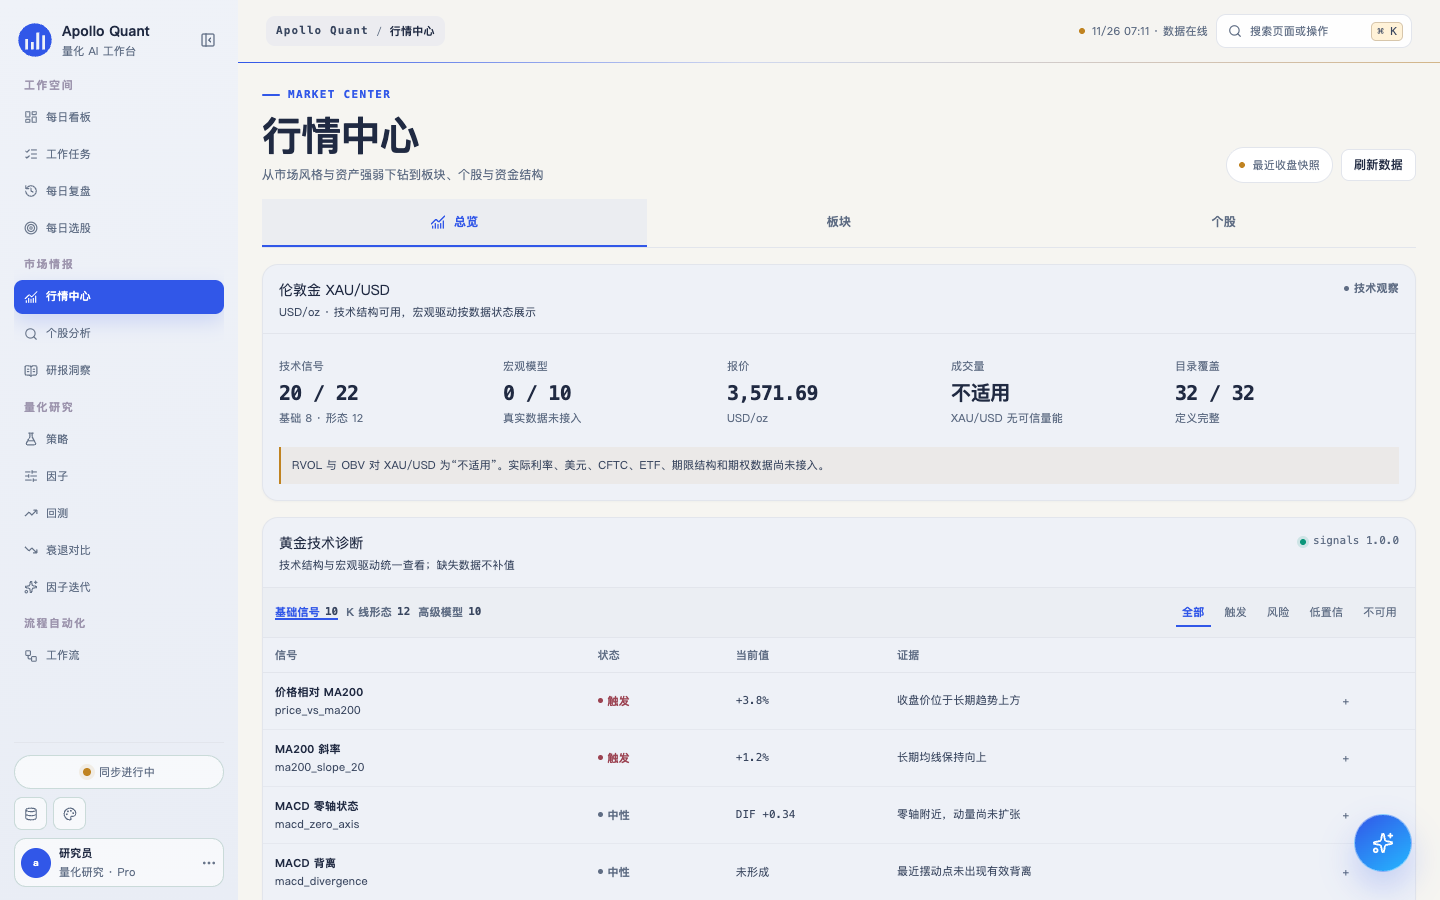 Apollo Quant
量化 AI 工作台
工作空间
每日看板
工作任务
每日复盘
每日选股
市场情报
行情中心
个股分析
研报洞察
量化研究
策略
因子
回测
衰退对比
因子迭代
流程自动化
工作流
同步进行中
a
研究员
量化研究 · Pro
Apollo Quant / 行情中心
11/26 07:11 · 数据在线
搜索页面或操作
⌘ K
MARKET CENTER
行情中心
从市场风格与资产强弱下钻到板块、个股与资金结构
最近收盘快照
刷新数据
总览
板块
个股
伦敦金 XAU/USD
USD/oz · 技术结构可用，宏观驱动按数据状态展示
技术观察
技术信号
20 / 22
基础 8 · 形态 12
宏观模型
0 / 10
真实数据未接入
报价
3,571.69
USD/oz
成交量
不适用
XAU/USD 无可信量能
目录覆盖
32 / 32
定义完整
RVOL 与 OBV 对 XAU/USD 为“不适用”。实际利率、美元、CFTC、ETF、期限结构和期权数据尚未接入。
黄金技术诊断
技术结构与宏观驱动统一查看；缺失数据不补值
signals 1.0.0
基础信号 10 K 线形态 12 高级模型 10
全部 触发 风险 低置信 不可用
信号 状态 当前值 证据
价格相对 MA200
price_vs_ma200
触发
+3.8%
收盘价位于长期趋势上方
+
MA200 斜率
ma200_slope_20
触发
+1.2%
长期均线保持向上
+
MACD 零轴状态
macd_zero_axis
中性
DIF +0.34
零轴附近，动量尚未扩张
+
MACD 背离
macd_divergence
中性
未形成
最近摆动点未出现有效背离
+